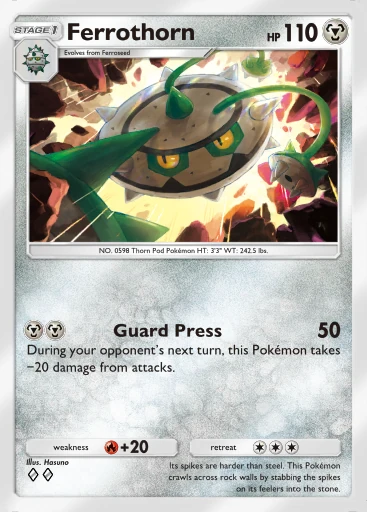 STAGE 1
Ferrothorn
HP 110
Evolves from Ferroseed
NO. 0598 Thorn Pod Pokémon HT: 3'3" WT: 242.5 lbs.
Guard Press 50
During your opponent's next turn, this Pokémon takes
−20 damage from attacks.
weakness +20 retreat
Illus. Hasuno
Its spikes are harder than steel. This Pokémon
crawls across rock walls by stabbing the spikes
on its feelers into the stone.